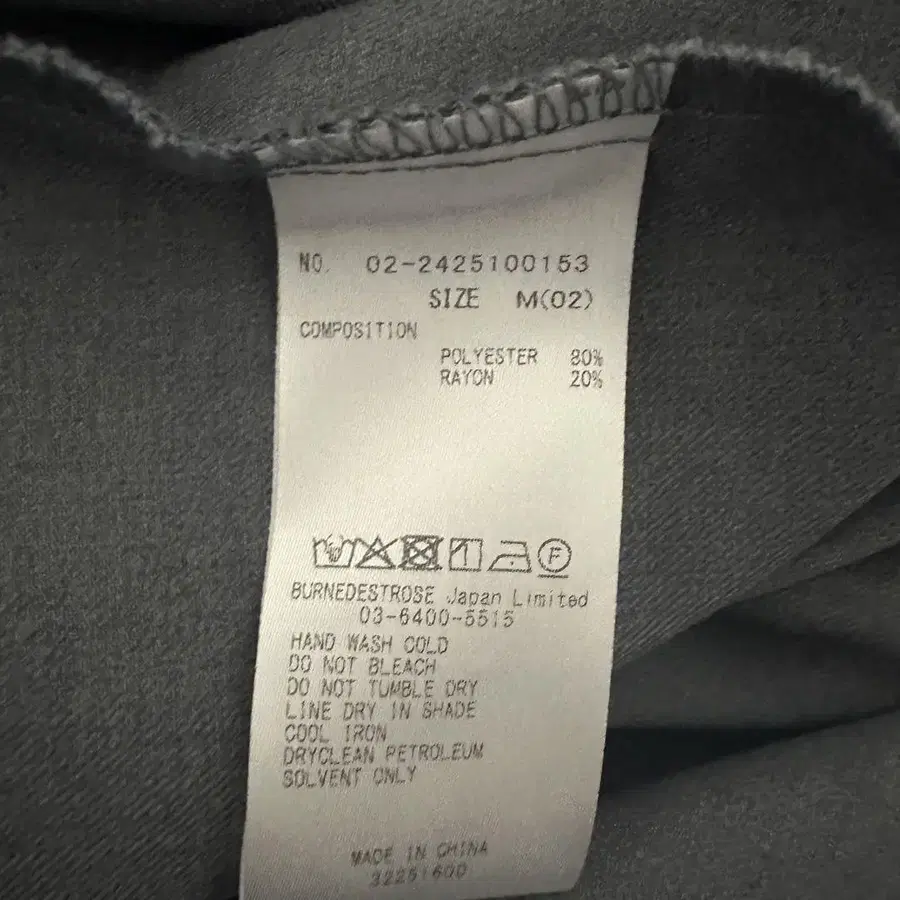 NO. 02-2425100153
SIZE M(02)
COMPOSITION
POLYESTER 80%
RAYON 20%
F
BURNEDESTROSE Japan Limited
03-6400-5515
HAND WASH COLD
DO NOT BLEACH
DO NOT TUMBLE DRY
LINE DRY IN SHADE
COOL IRON
DRYCLEAN PETROLEUM
SOLVENT ONLY
MADE IN CHINA
32251600